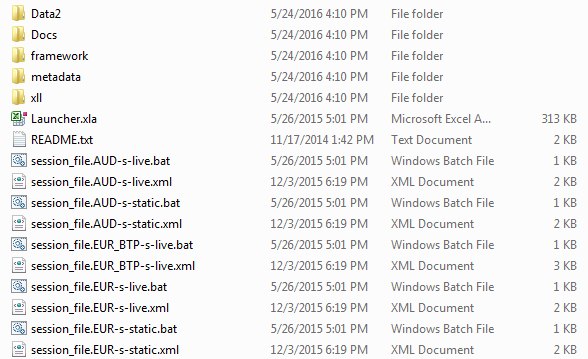 Data2 5/24/2016 4:10 PM File folder
Docs 5/24/2016 4:10 PM File folder
framework 5/24/2016 4:10 PM File folder
metadata 5/24/2016 4:10 PM File folder
xll 5/24/2016 4:10 PM File folder
Launcher.xla 5/26/2015 5:01 PM Microsoft Excel A... 313 KB
README.txt 11/17/2014 1:42 PM Text Document 2 KB
session_file.AUD-s-live.bat 5/26/2015 5:01 PM Windows Batch File 1 KB
session_file.AUD-s-live.xml 12/3/2015 6:19 PM XML Document 2 KB
session_file.AUD-s-static.bat 5/26/2015 5:01 PM Windows Batch File 1 KB
session_file.AUD-s-static.xml 12/3/2015 6:19 PM XML Document 2 KB
session_file.EUR_BTP-s-live.bat 5/26/2015 5:01 PM Windows Batch File 1 KB
session_file.EUR_BTP-s-live.xml 12/3/2015 6:19 PM XML Document 3 KB
session_file.EUR-s-live.bat 5/26/2015 5:01 PM Windows Batch File 1 KB
session_file.EUR-s-live.xml 12/3/2015 6:19 PM XML Document 2 KB
session_file.EUR-s-static.bat 5/26/2015 5:01 PM Windows Batch File 1 KB
session_file.EUR-s-static.xml 12/3/2015 6:19 PM XML Document 2 KB